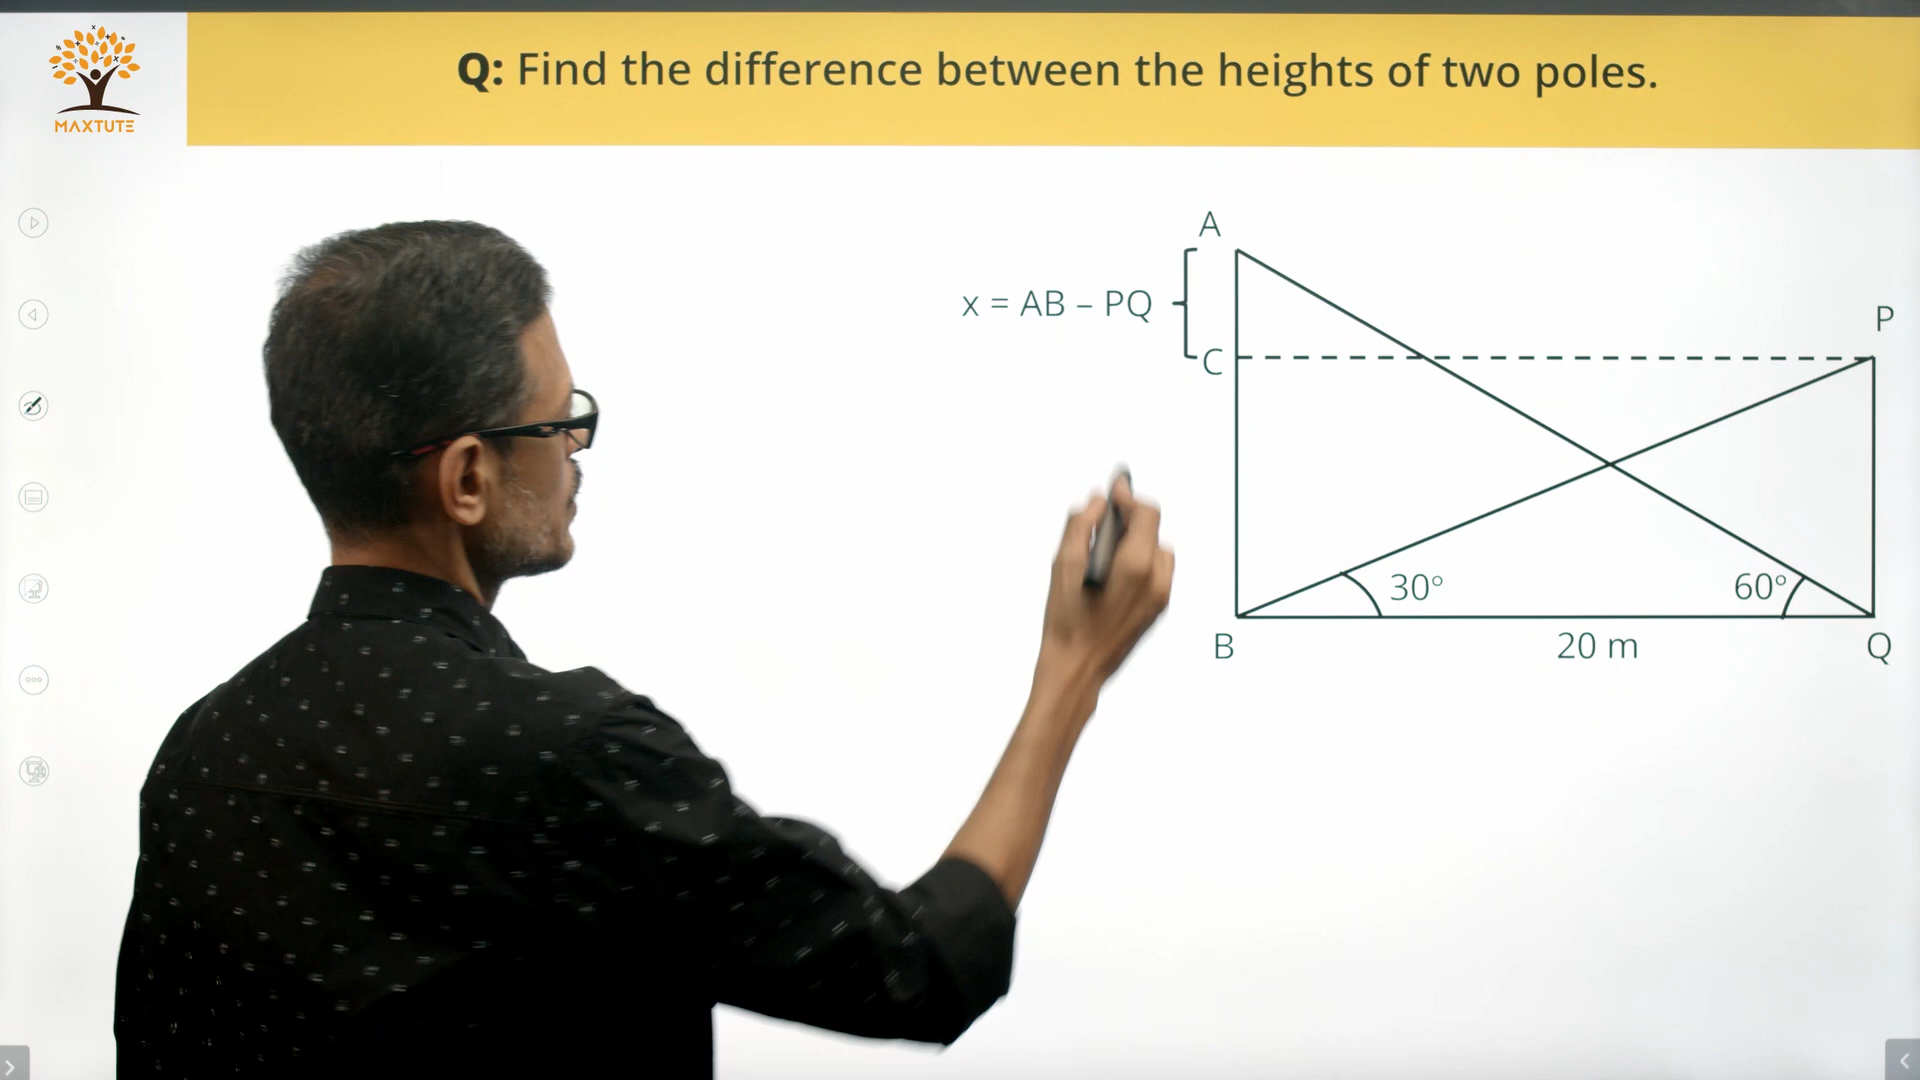 MAXTUTE
Q: Find the difference between the heights of two poles.
A
x = AB – PQ
P
C
30°
60°
B
20 m
Q